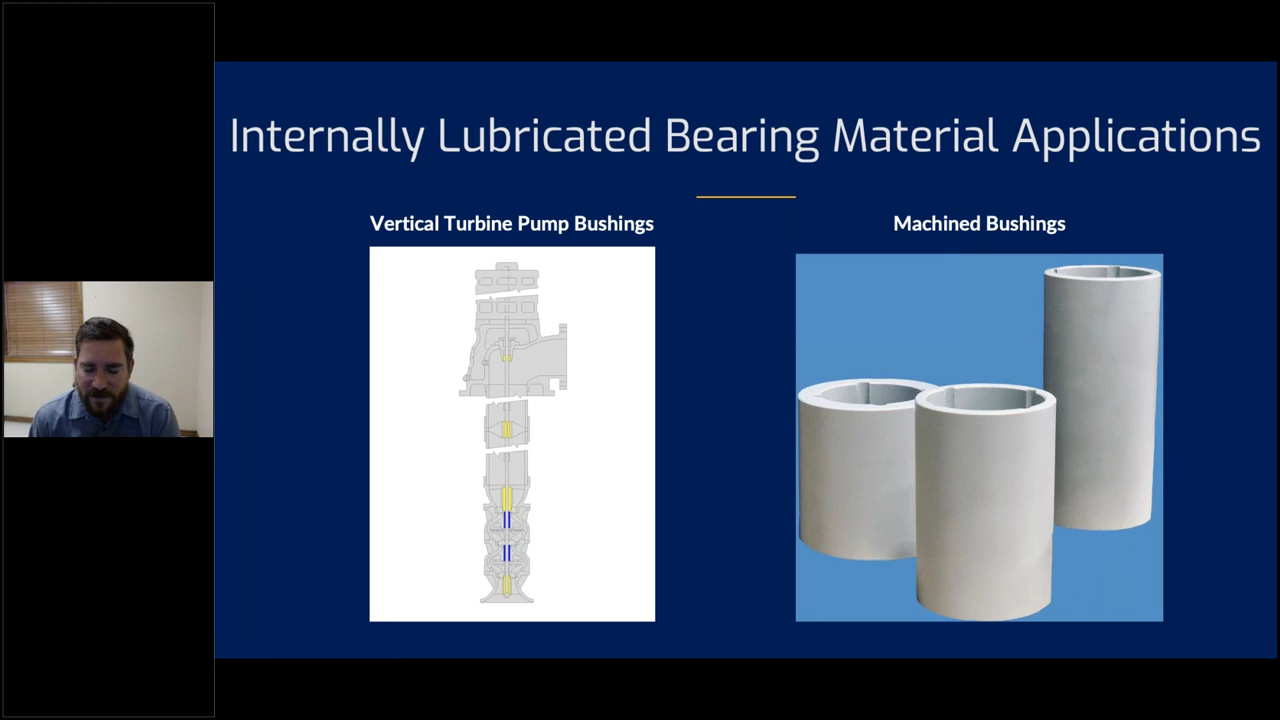 Internally Lubricated Bearing Material Applications
Vertical Turbine Pump Bushings
Machined Bushings